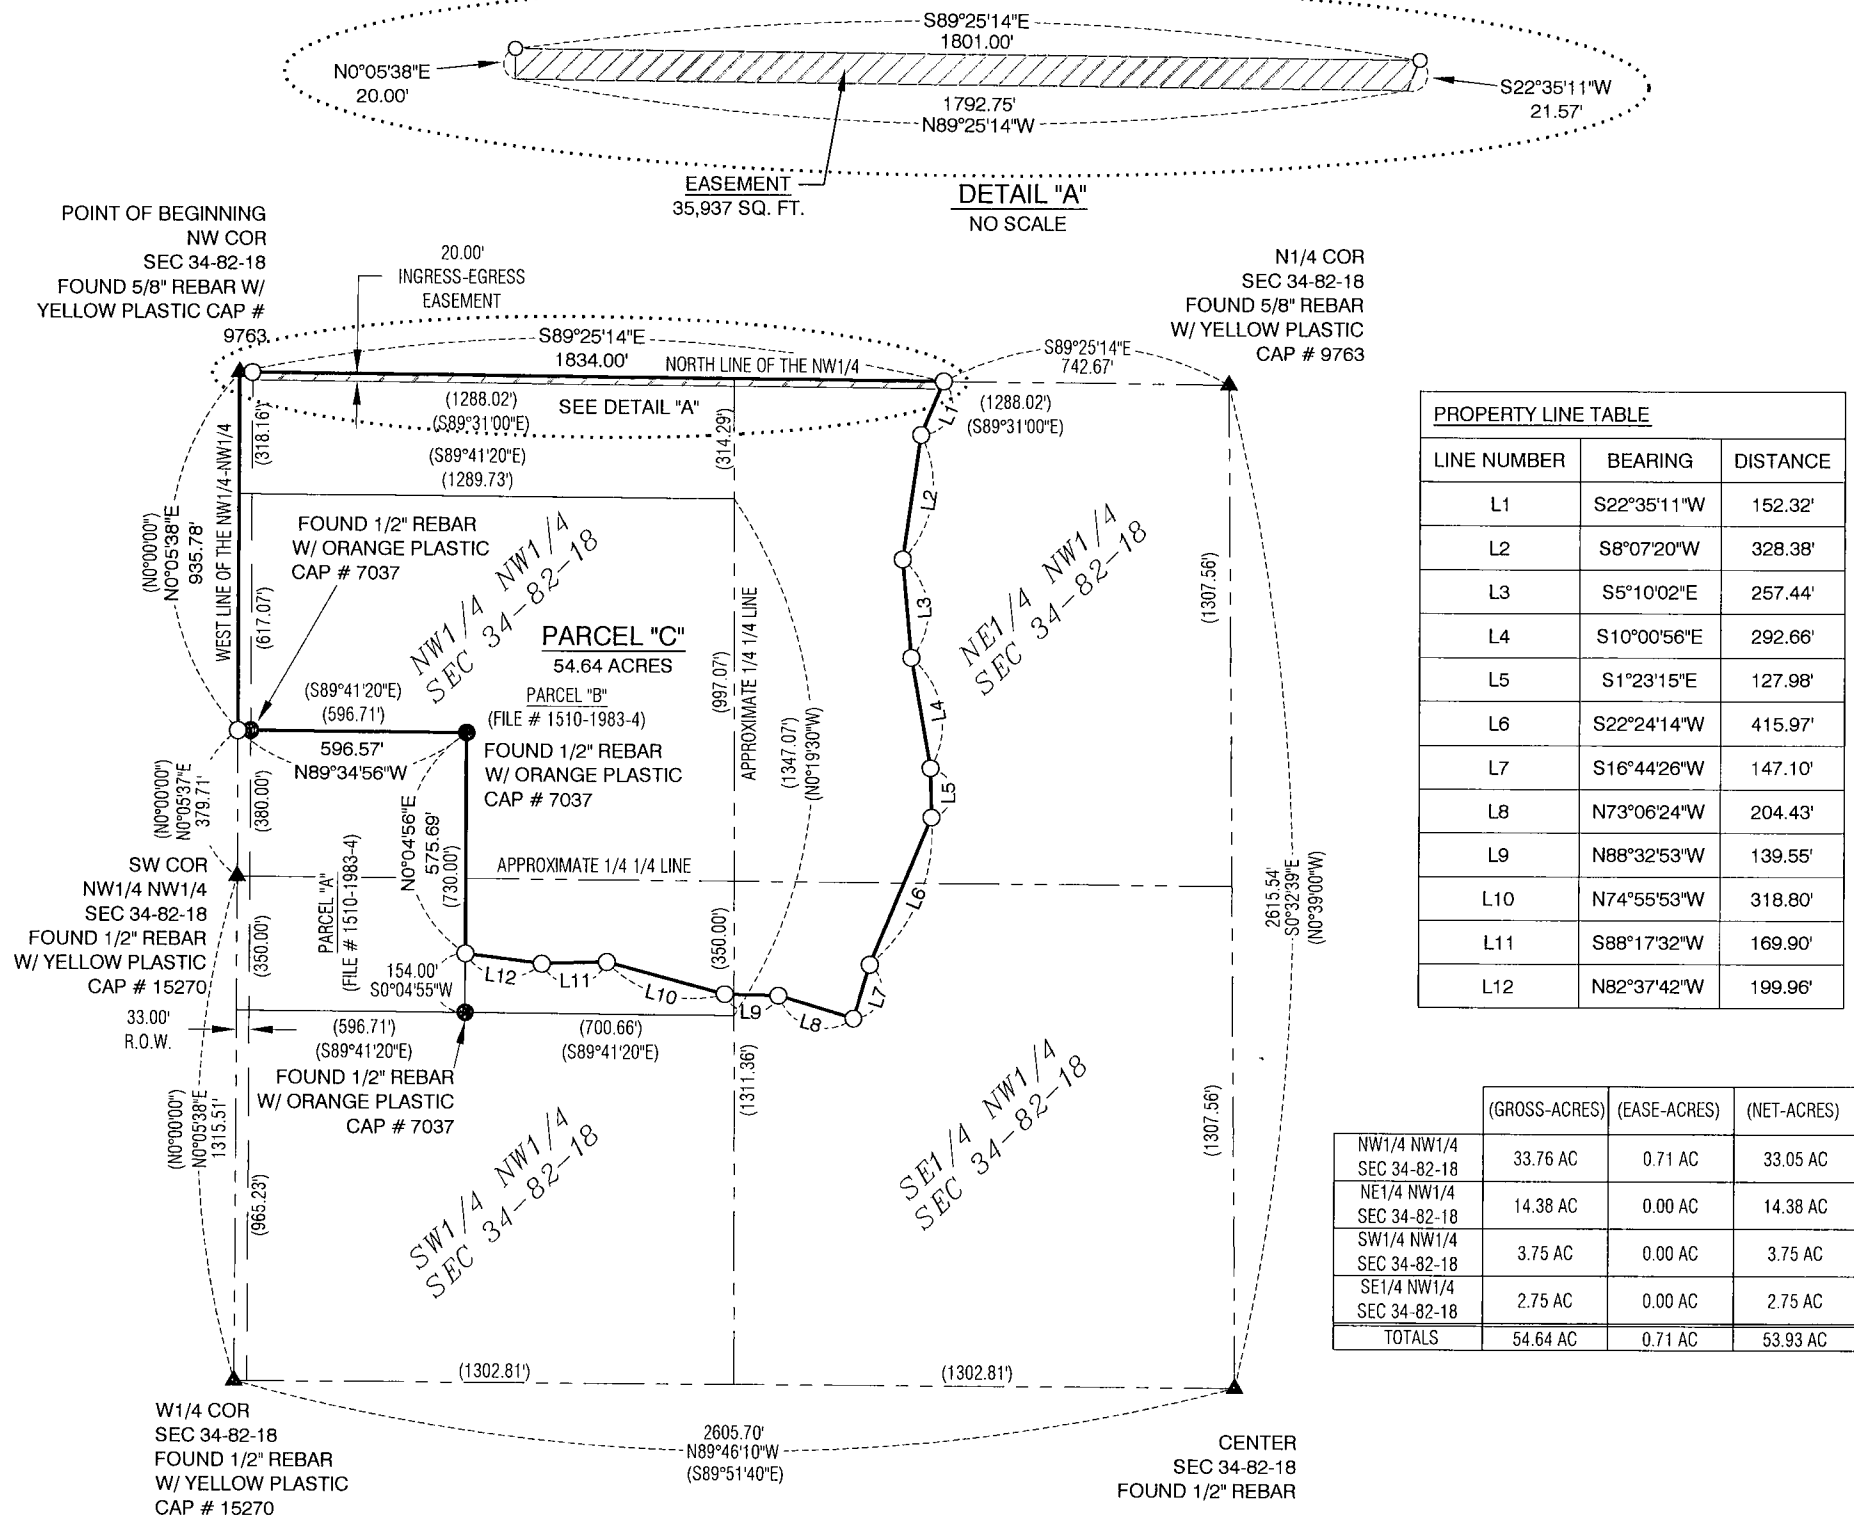 S89°25'14"E
1801.00'
N0°05'38"E
20.00'
S22°35'11"W
21.57'
1792.75'
N89°25'14"W
EASEMENT
35,937 SQ. FT.
DETAIL "A"
NO SCALE
POINT OF BEGINNING
NW COR
SEC 34-82-18
FOUND 5/8" REBAR W/
YELLOW PLASTIC CAP #
9763
20.00'
INGRESS-EGRESS
EASEMENT
N1/4 COR
SEC 34-82-18
FOUND 5/8" REBAR
W/ YELLOW PLASTIC
CAP # 9763
S89°25'14"E
1834.00'
NORTH LINE OF THE NW1/4
S89°25'14"E
742.67'
(1288.02')
(S89°31'00"E)
SEE DETAIL "A"
(1288.02')
(S89°31'00"E)
(S89°41'20"E)
(1289.73')
(318.16')
(314.29')
L1
L2
L3
L4
L5
L6
L7
L8
L9
L10
L11
L12
(N0°00'00")
N0°05'38"E
935.78'
WEST LINE OF THE NW1/4-NW1/4
(617.07')
FOUND 1/2" REBAR
W/ ORANGE PLASTIC
CAP # 7037
NW1/4 NW1/4
SEC 34-82-18
NE1/4 NW1/4
SEC 34-82-18
PARCEL "C"
54.64 ACRES
PARCEL "B"
(FILE # 1510-1983-4)
(997.07')
APPROXIMATE 1/4 1/4 LINE
(1347.07')
(N0°19'30"W)
(1307.56')
(S89°41'20"E)
(596.71')
596.57'
N89°34'56"W
FOUND 1/2" REBAR
W/ ORANGE PLASTIC
CAP # 7037
(N0°00'00")
N0°05'37"E
379.71'
(380.00')
N0°04'56"E
575.69'
(730.00')
APPROXIMATE 1/4 1/4 LINE
SW COR
NW1/4 NW1/4
SEC 34-82-18
FOUND 1/2" REBAR
W/ YELLOW PLASTIC
CAP # 15270
(350.00')
PARCEL "A"
(FILE # 1510-1983-4)
154.00'
S0°04'55"W
(350.00')
2615.54'
S0°32'39"E
(N0°39'00"W)
33.00'
R.O.W.
(596.71')
(S89°41'20"E)
(700.66')
(S89°41'20"E)
FOUND 1/2" REBAR
W/ ORANGE PLASTIC
CAP # 7037
(1311.36')
(1307.56')
(N0°00'00")
N0°05'38"E
1315.51'
(965.23')
SW1/4 NW1/4
SEC 34-82-18
SE1/4 NW1/4
SEC 34-82-18
(1302.81')
(1302.81')
W1/4 COR
SEC 34-82-18
FOUND 1/2" REBAR
W/ YELLOW PLASTIC
CAP # 15270
2605.70'
N89°46'10"W
(S89°51'40"E)
CENTER
SEC 34-82-18
FOUND 1/2" REBAR
PROPERTY LINE TABLE
LINE NUMBER BEARING DISTANCE
L1 S22°35'11"W 152.32'
L2 S8°07'20"W 328.38'
L3 S5°10'02"E 257.44'
L4 S10°00'56"E 292.66'
L5 S1°23'15"E 127.98'
L6 S22°24'14"W 415.97'
L7 S16°44'26"W 147.10'
L8 N73°06'24"W 204.43'
L9 N88°32'53"W 139.55'
L10 N74°55'53"W 318.80'
L11 S88°17'32"W 169.90'
L12 N82°37'42"W 199.96'
(GROSS-ACRES) (EASE-ACRES) (NET-ACRES)
NW1/4 NW1/4
SEC 34-82-18 33.76 AC 0.71 AC 33.05 AC
NE1/4 NW1/4
SEC 34-82-18 14.38 AC 0.00 AC 14.38 AC
SW1/4 NW1/4
SEC 34-82-18 3.75 AC 0.00 AC 3.75 AC
SE1/4 NW1/4
SEC 34-82-18 2.75 AC 0.00 AC 2.75 AC
TOTALS 54.64 AC 0.71 AC 53.93 AC